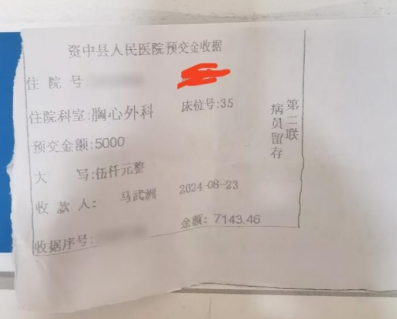 资中县人民医院预交金收据
住 院 号
住院科室:胸心外科 床位号:35
预交金额:5000
大 写:伍仟元整
收 款 人: 马武洲 2024-08-23
金额: 7143.46
收据序号:
第二联
病员留存